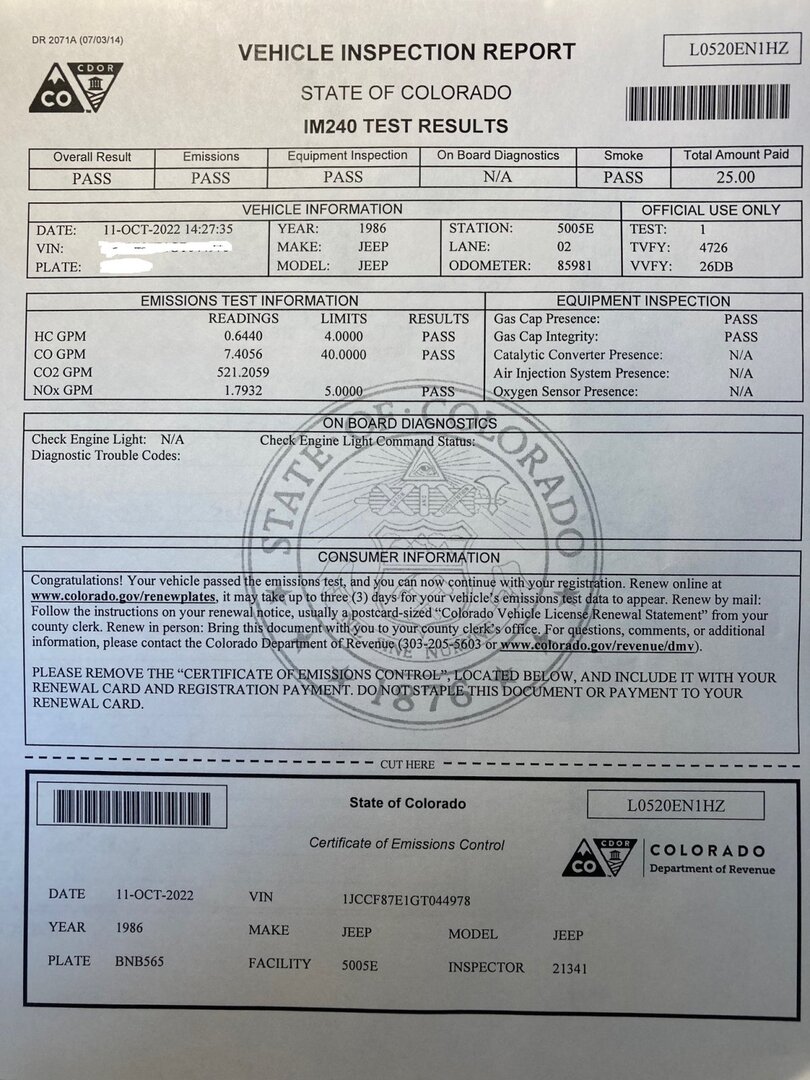 DR 2071A (07/03/14)
VEHICLE INSPECTION REPORT
L0520EN1HZ
CDOR
CO
STATE OF COLORADO
IM240 TEST RESULTS
Overall Result Emissions Equipment Inspection On Board Diagnostics Smoke Total Amount Paid
PASS PASS PASS N/A PASS 25.00
VEHICLE INFORMATION OFFICIAL USE ONLY
DATE: 11-OCT-2022 14:27:35 YEAR: 1986 STATION: 5005E TEST: 1
VIN: MAKE: JEEP LANE: 02 TVFY: 4726
PLATE: MODEL: JEEP ODOMETER: 85981 VVFY: 26DB
EMISSIONS TEST INFORMATION EQUIPMENT INSPECTION
READINGS LIMITS RESULTS Gas Cap Presence: PASS
HC GPM 0.6440 4.0000 PASS Gas Cap Integrity: PASS
CO GPM 7.4056 40.0000 PASS Catalytic Converter Presence: N/A
CO2 GPM 521.2059 Air Injection System Presence: N/A
NOx GPM 1.7932 5.0000 PASS Oxygen Sensor Presence: N/A
ON BOARD DIAGNOSTICS
Check Engine Light: N/A Check Engine Light Command Status:
Diagnostic Trouble Codes:
STATE OF COLORADO
1876
CONSUMER INFORMATION
Congratulations! Your vehicle passed the emissions test, and you can now continue with your registration. Renew online at
www.colorado.gov/renewplates, it may take up to three (3) days for your vehicle's emissions test data to appear. Renew by mail:
Follow the instructions on your renewal notice, usually a postcard-sized "Colorado Vehicle License Renewal Statement" from your
county clerk. Renew in person: Bring this document with you to your county clerk's office. For questions, comments, or additional
information, please contact the Colorado Department of Revenue (303-205-5603 or www.colorado.gov/revenue/dmv).
PLEASE REMOVE THE "CERTIFICATE OF EMISSIONS CONTROL", LOCATED BELOW, AND INCLUDE IT WITH YOUR
RENEWAL CARD AND REGISTRATION PAYMENT. DO NOT STAPLE THIS DOCUMENT OR PAYMENT TO YOUR
RENEWAL CARD.
CUT HERE
State of Colorado
L0520EN1HZ
Certificate of Emissions Control
CDOR
CO
COLORADO
Department of Revenue
DATE 11-OCT-2022 VIN 1JCCF87E1GT044978
YEAR 1986 MAKE JEEP MODEL JEEP
PLATE BNB565 FACILITY 5005E INSPECTOR 21341